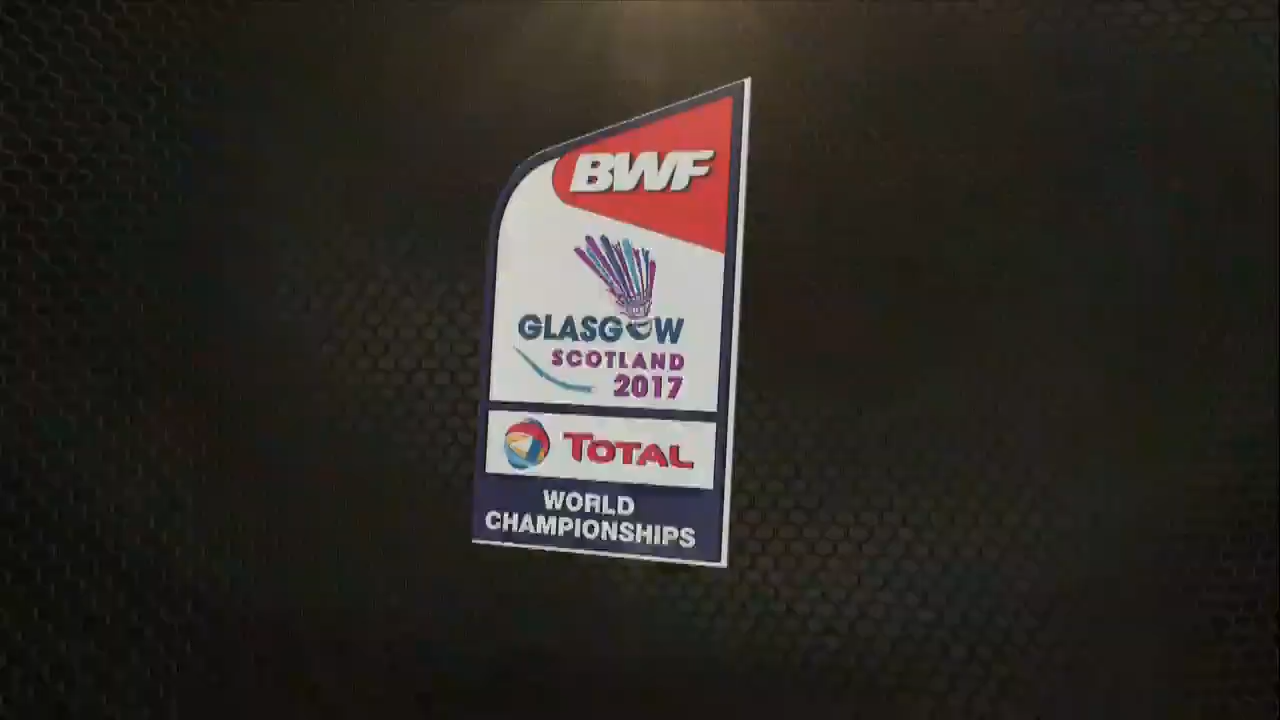 BWF
GLASGOW
SCOTLAND
2017
TOTAL
WORLD
CHAMPIONSHIPS